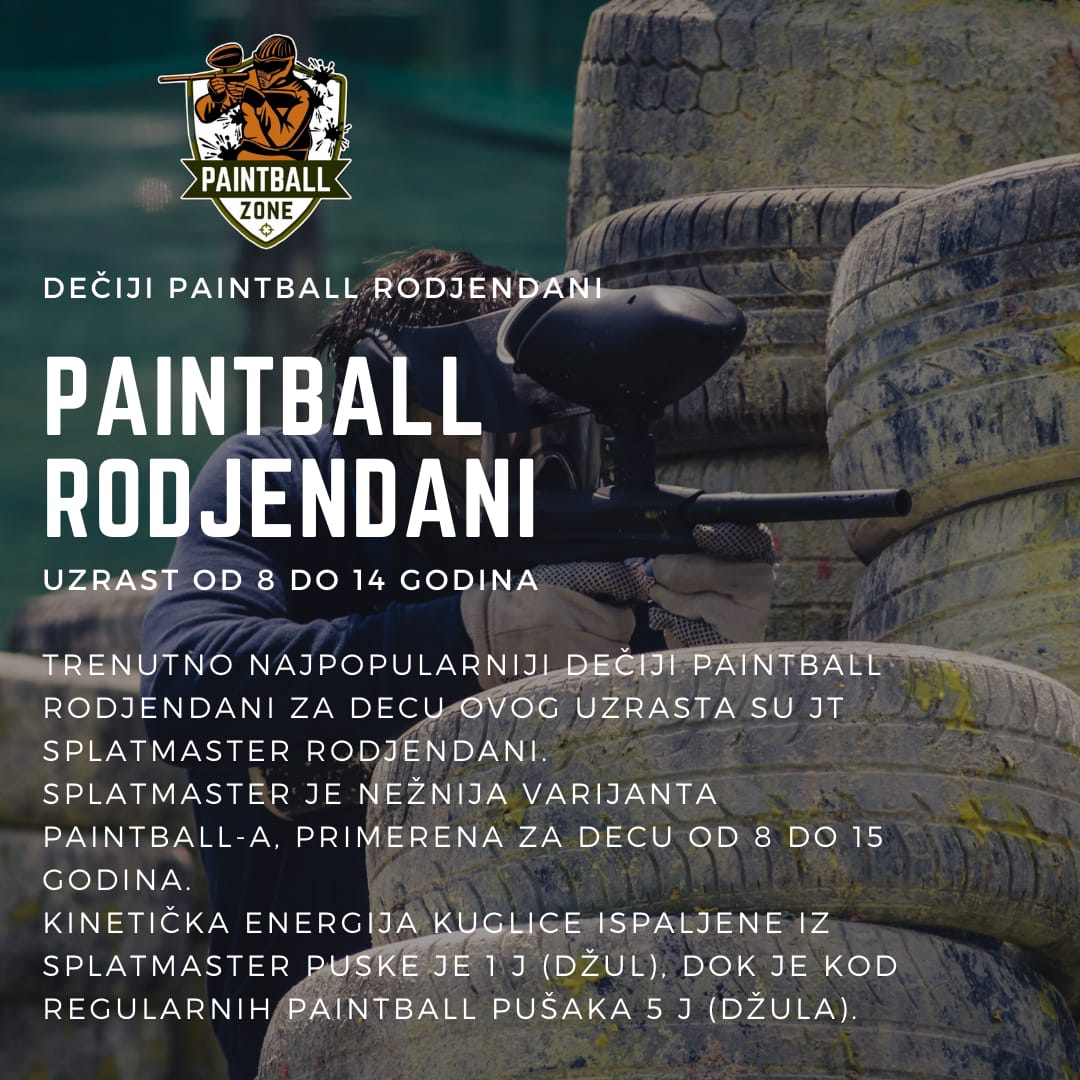 PAINTBALL
ZONE
DEČIJI PAINTBALL RODJENDANI
PAINTBALL
RODJENDANI
UZRAST OD 8 DO 14 GODINA
TRENUTNO NAJPOPULARNIJI DEČIJI PAINTBALL
RODJENDANI ZA DECU OVOG UZRASTA SU JT
SPLATMASTER RODJENDANI.
SPLATMASTER JE NEŽNIJA VARIJANTA
PAINTBALL-A, PRIMERENA ZA DECU OD 8 DO 15
GODINA.
KINETIČKA ENERGIJA KUGLICE ISPALJENE IZ
SPLATMASTER PUSKE JE 1 J (DŽUL), DOK JE KOD
REGULARNIH PAINTBALL PUŠAKA 5 J (DŽULA).